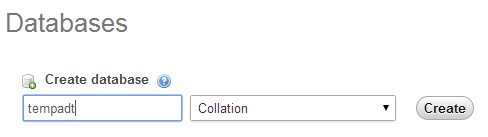 Databases
Create database
tempadt Collation Create